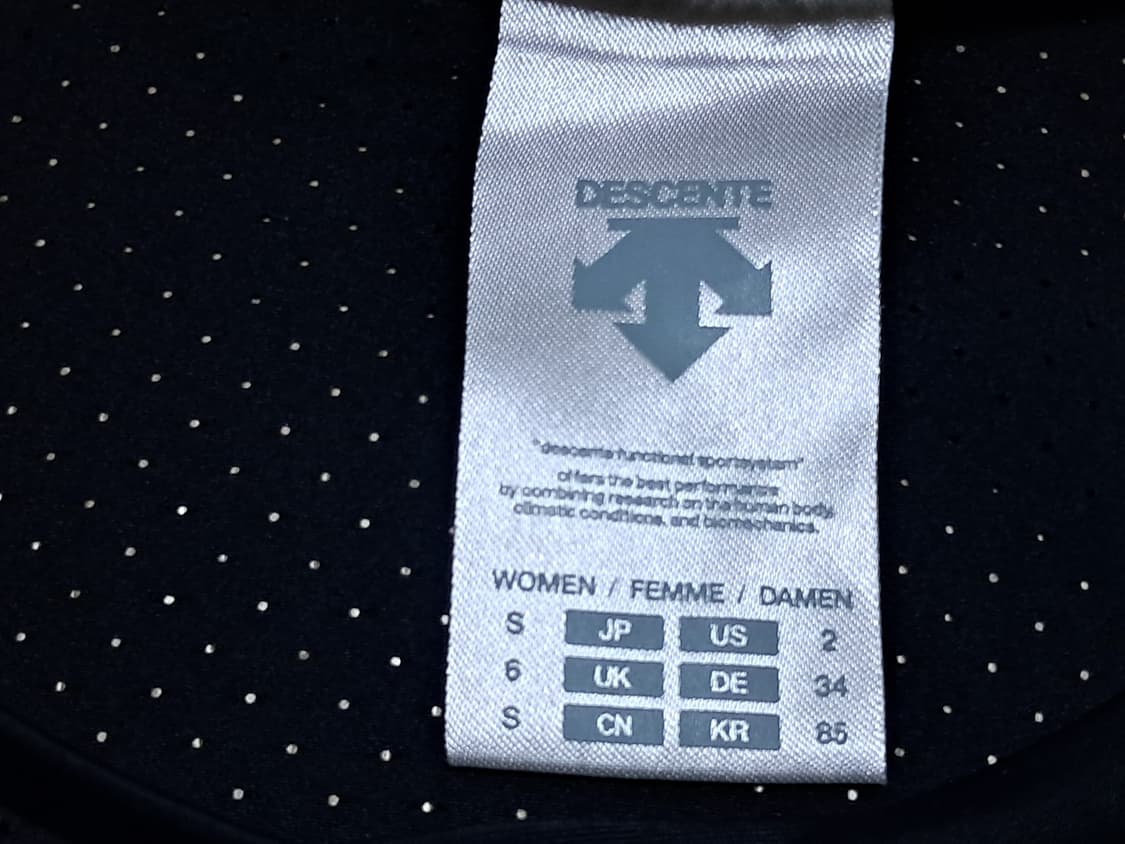 DESCENTE
"descente functional sportsystem"
offers the best performance
by combining research on the human body,
climatic conditions, and biomechanics.
WOMEN / FEMME / DAMEN
S JP US 2
6 UK DE 34
S CN KR 85